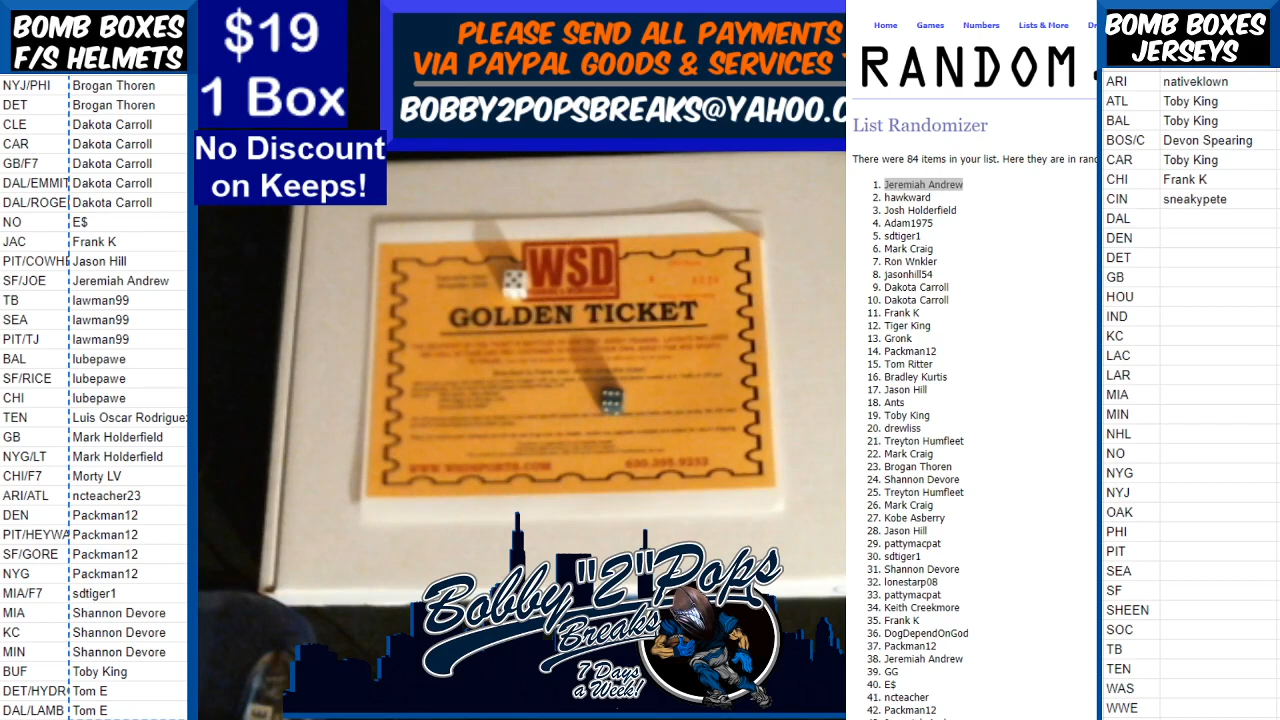 BOMB BOXES
F/S HELMETS
NYJ/PHI Brogan Thoren
DET Brogan Thoren
CLE Dakota Carroll
CAR Dakota Carroll
GB/F7 Dakota Carroll
DAL/EMMIT Dakota Carroll
DAL/ROGE Dakota Carroll
NO E$
JAC Frank K
PIT/COWH Jason Hill
SF/JOE Jeremiah Andrew
TB lawman99
SEA lawman99
PIT/TJ lawman99
BAL lubepawe
SF/RICE lubepawe
CHI lubepawe
TEN Luis Oscar Rodrigue
GB Mark Holderfield
NYG/LT Mark Holderfield
CHI/F7 Morty LV
ARI/ATL ncteacher23
DEN Packman12
PIT/HEYWA Packman12
SF/GORE Packman12
NYG Packman12
MIA/F7 sdtiger1
MIA Shannon Devore
KC Shannon Devore
MIN Shannon Devore
BUF Toby King
DET/HYDR Tom E
DAL/LAMB Tom E
$19
1 Box
No Discount
on Keeps!
PLEASE SEND ALL PAYMENTS
VIA PAYPAL GOODS & SERVICES
BOBBY2POPSBREAKS@YAHOO.C
WSD
GOLDEN TICKET
WWW.WSDSPORTS.COM
630.395.9333
Bobby "2" Pops
Breaks
7 Days
a Week!
Home Games Numbers Lists & More Dr
RANDOM
List Randomizer
There were 84 items in your list. Here they are in rand
1. Jeremiah Andrew
2. hawkward
3. Josh Holderfield
4. Adam1975
5. sdtiger1
6. Mark Craig
7. Ron Wnkler
8. jasonhill54
9. Dakota Carroll
10. Dakota Carroll
11. Frank K
12. Tiger King
13. Gronk
14. Packman12
15. Tom Ritter
16. Bradley Kurtis
17. Jason Hill
18. Ants
19. Toby King
20. drewliss
21. Treyton Humfleet
22. Mark Craig
23. Brogan Thoren
24. Shannon Devore
25. Treyton Humfleet
26. Mark Craig
27. Kobe Asberry
28. Jason Hill
29. pattymacpat
30. sdtiger1
31. Shannon Devore
32. lonestarp08
33. pattymacpat
34. Keith Creekmore
35. Frank K
36. DogDependOnGod
37. Packman12
38. Jeremiah Andrew
39. GG
40. E$
41. ncteacher
42. Packman12
BOMB BOXES
JERSEYS
ARI nativeklown
ATL Toby King
BAL Toby King
BOS/C Devon Spearing
CAR Toby King
CHI Frank K
CIN sneakypete
DAL
DEN
DET
GB
HOU
IND
KC
LAC
LAR
MIA
MIN
NHL
NO
NYG
NYJ
OAK
PHI
PIT
SEA
SF
SHEEN
SOC
TB
TEN
WAS
WWE